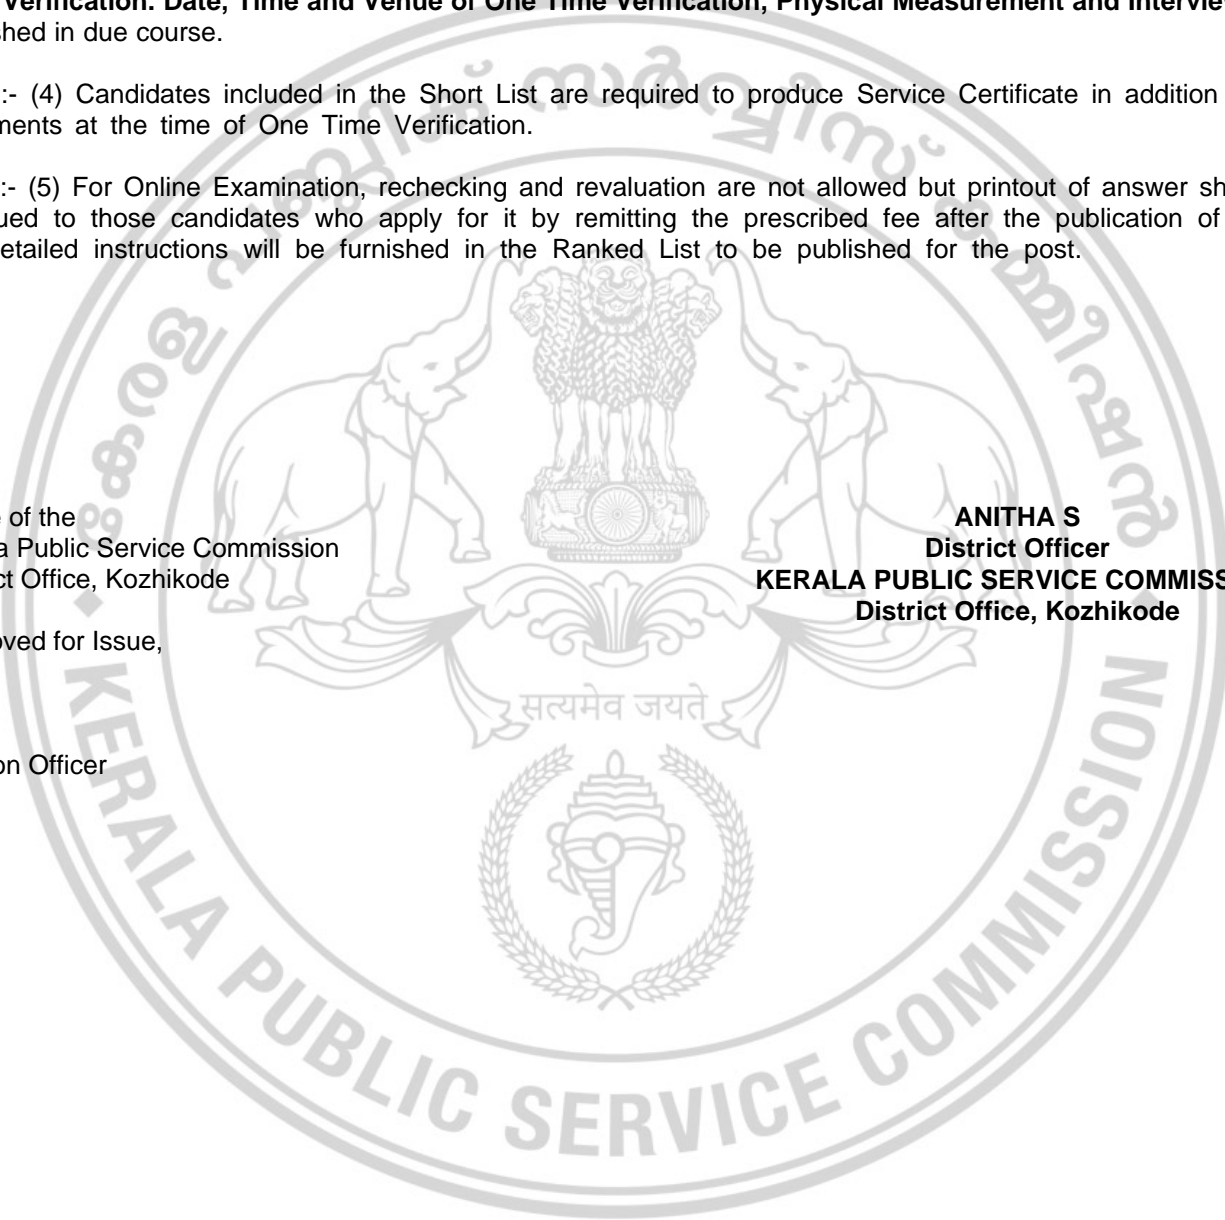 Verification. Date, Time and Venue of One Time Verification, Physical Measurement and Intervie
shed in due course.
:- (4) Candidates included in the Short List are required to produce Service Certificate in addition
ments at the time of One Time Verification.
:- (5) For Online Examination, rechecking and revaluation are not allowed but printout of answer sh
ued to those candidates who apply for it by remitting the prescribed fee after the publication of
etailed instructions will be furnished in the Ranked List to be published for the post.
e of the
a Public Service Commission
ct Office, Kozhikode
oved for Issue,
on Officer
ANITHA S
District Officer
KERALA PUBLIC SERVICE COMMISS
District Office, Kozhikode
കേരള പബ്ലിക് സർവ്വീസ് കമ്മീഷൻ
सत्यमेव जयते
KERALA PUBLIC SERVICE COMMISSION